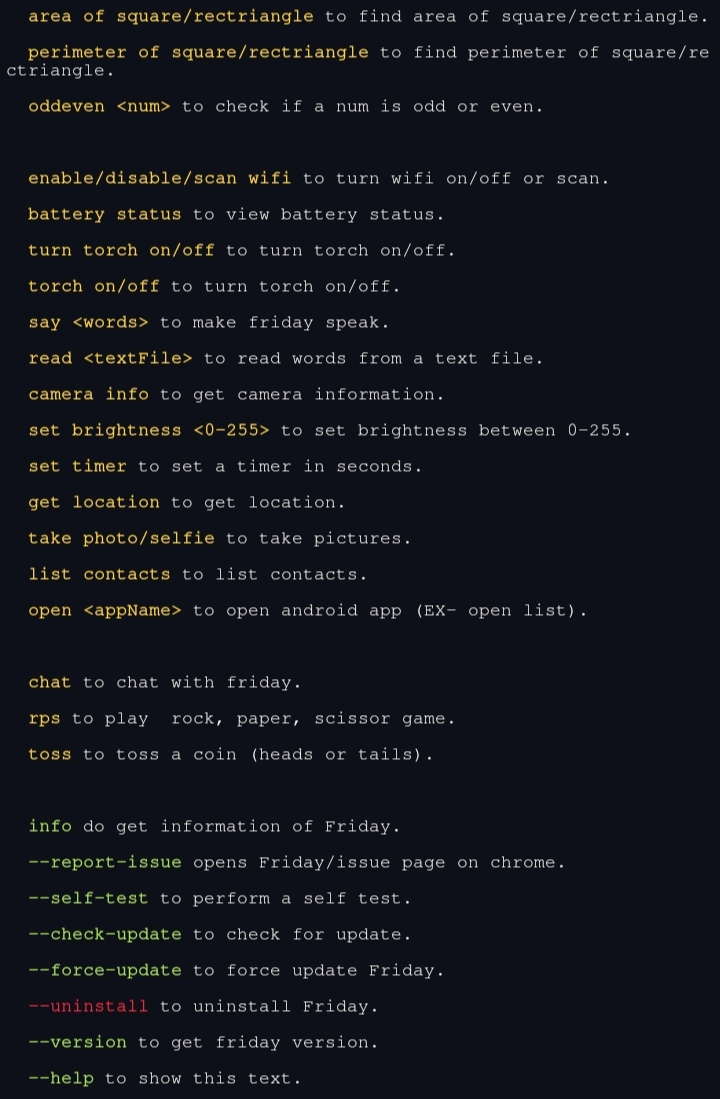 area of square/rectriangle to find area of square/rectriangle.
perimeter of square/rectriangle to find perimeter of square/re
ctriangle.
oddeven <num> to check if a num is odd or even.
enable/disable/scan wifi to turn wifi on/off or scan.
battery status to view battery status.
turn torch on/off to turn torch on/off.
torch on/off to turn torch on/off.
say <words> to make friday speak.
read <textFile> to read words from a text file.
camera info to get camera information.
set brightness <0-255> to set brightness between 0-255.
set timer to set a timer in seconds.
get location to get location.
take photo/selfie to take pictures.
list contacts to list contacts.
open <appName> to open android app (EX- open list).
chat to chat with friday.
rps to play  rock, paper, scissor game.
toss to toss a coin (heads or tails).
info do get information of Friday.
--report-issue opens Friday/issue page on chrome.
--self-test to perform a self test.
--check-update to check for update.
--force-update to force update Friday.
--uninstall to uninstall Friday.
--version to get friday version.
--help to show this text.